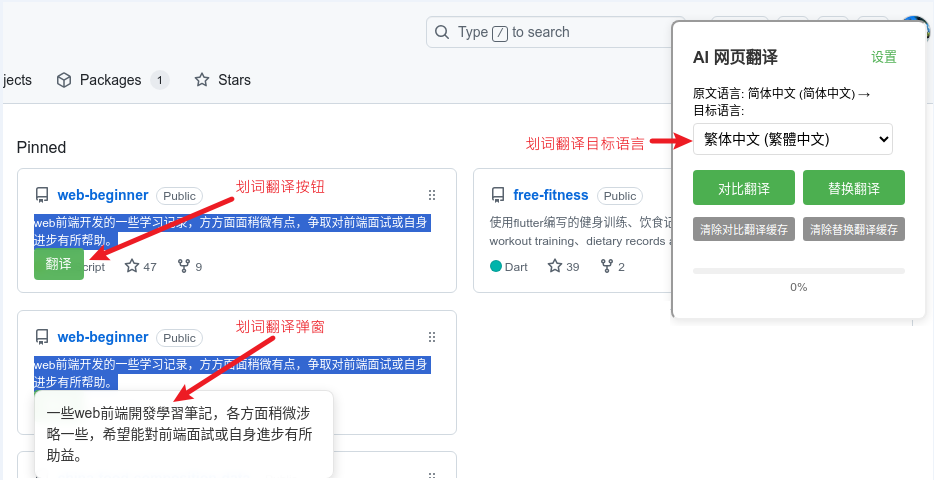 Type / to search
jects
Packages 1
Stars
Pinned
web-beginner Public
web前端开发的一些学习记录，方方面面稍微有点，争取对前端面试或自身
进步有所帮助。
翻译
cript
47
9
划词翻译按钮
free-fitness Public
使用flutter编写的健身训练、饮食记
workout training、dietary records a
Dart
39
2
web-beginner Public
web前端开发的一些学习记录，方方面面稍微有点，争取对前端面试或自身
进步有所帮助。
划词翻译弹窗
一些web前端開發學習筆記，各方面稍微涉
略一些，希望能對前端面試或自身進步有所
助益。
划词翻译目标语言
AI 网页翻译
设置
原文语言: 简体中文 (简体中文) →
目标语言:
繁体中文 (繁體中文)
对比翻译
替换翻译
清除对比翻译缓存
清除替换翻译缓存
0%